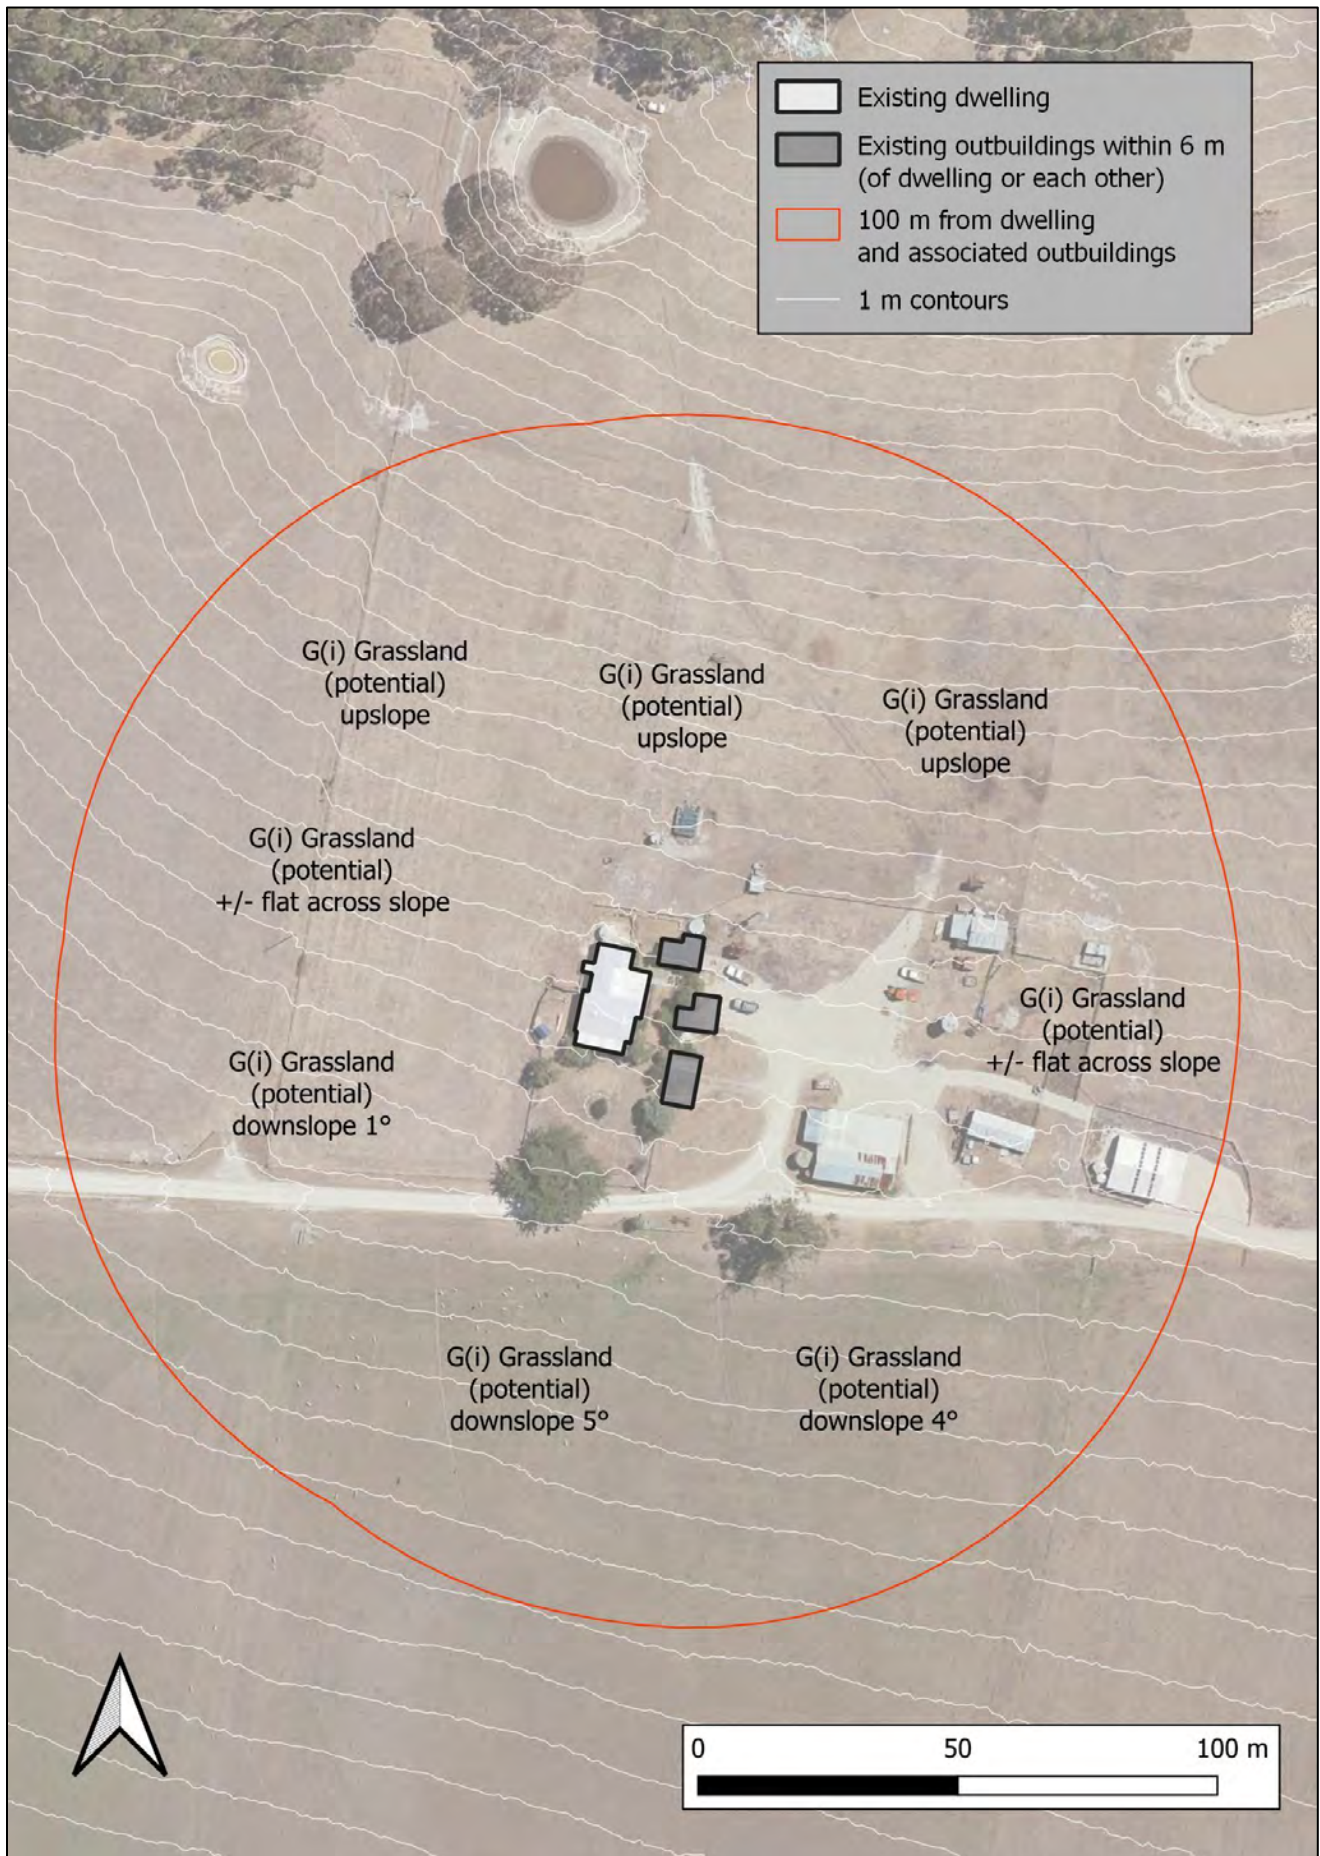 Existing dwelling
Existing outbuildings within 6 m
(of dwelling or each other)
100 m from dwelling
and associated outbuildings
1 m contours
G(i) Grassland
(potential)
upslope
G(i) Grassland
(potential)
upslope
G(i) Grassland
(potential)
upslope
G(i) Grassland
(potential)
+/- flat across slope
G(i) Grassland
(potential)
+/- flat across slope
G(i) Grassland
(potential)
downslope 1°
G(i) Grassland
(potential)
downslope 5°
G(i) Grassland
(potential)
downslope 4°
0 50 100 m